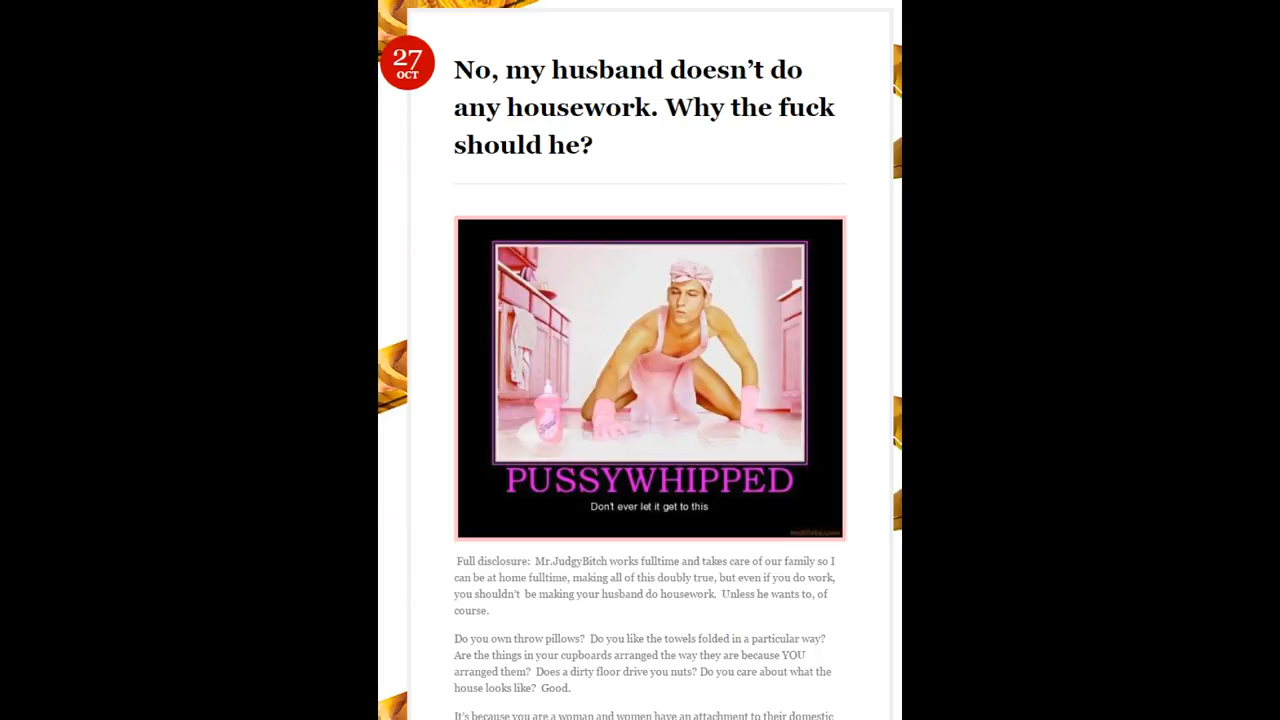 27
OCT
No, my husband doesn’t do
any housework. Why the fuck
should he?
PUSSYWHIPPED
Don't ever let it get to this
Full disclosure:  Mr.JudgyBitch works fulltime and takes care of our family so I
can be at home fulltime, making all of this doubly true, but even if you do work,
you shouldn’t  be making your husband do housework.  Unless he wants to, of
course.
Do you own throw pillows?  Do you like the towels folded in a particular way?
Are the things in your cupboards arranged the way they are because YOU
arranged them?  Does a dirty floor drive you nuts? Do you care about what the
house looks like?  Good.
It’s because you are a woman and women have an attachment to their domestic